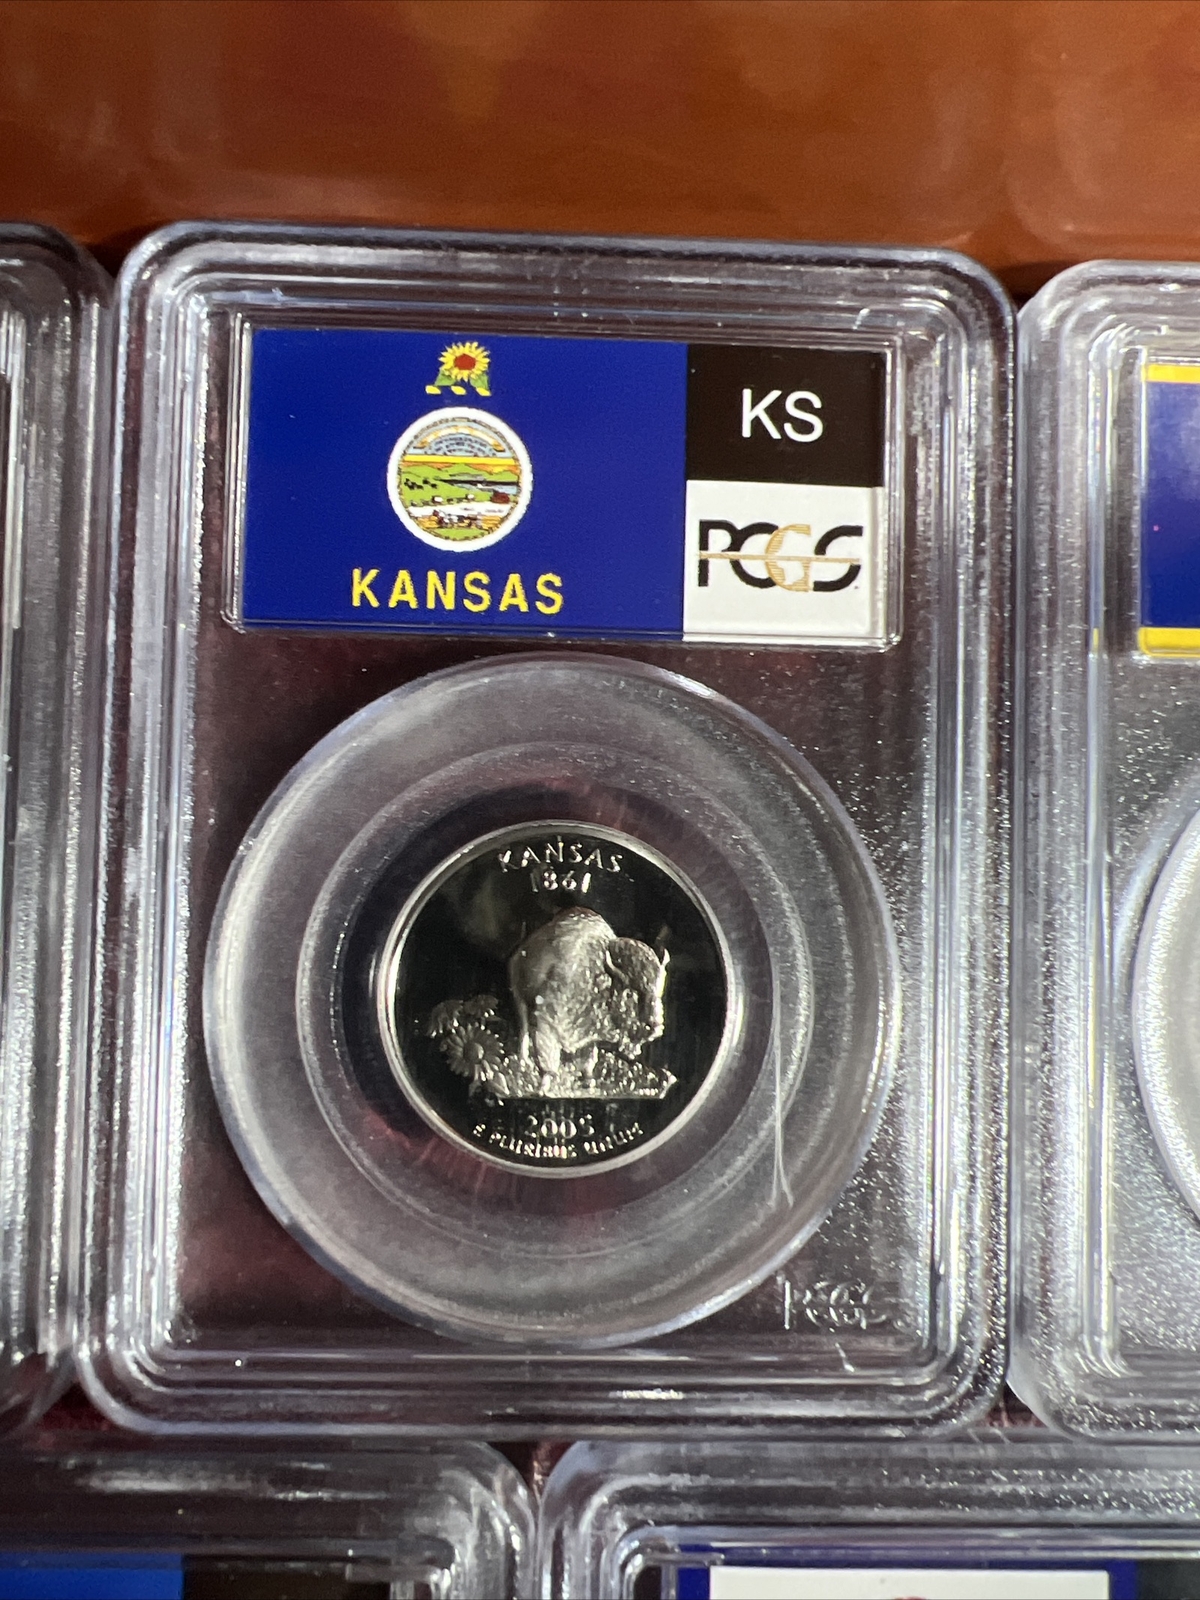 KS
PCGS
KANSAS
KANSAS
1861
2005
E PLURIBUS UNUM
PCGS